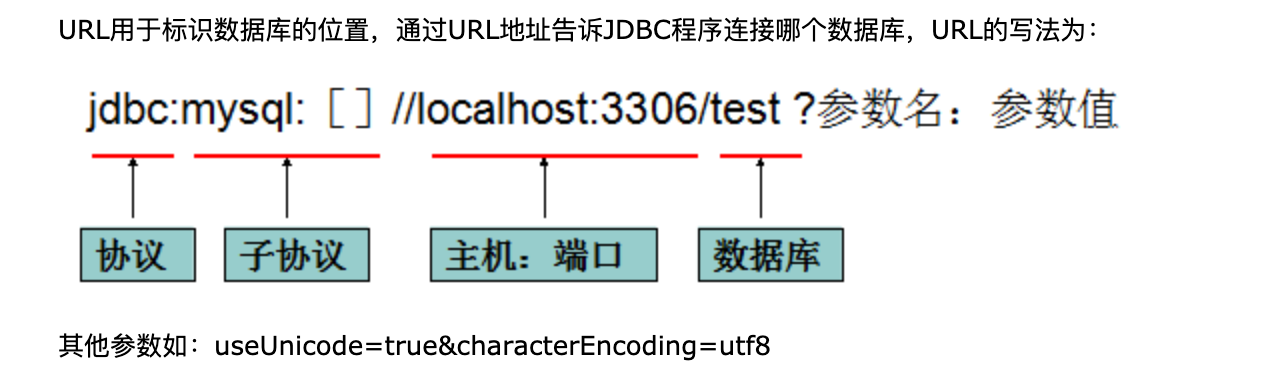 URL用于标识数据库的位置，通过URL地址告诉JDBC程序连接哪个数据库，URL的写法为：
jdbc:mysql:［］//localhost:3306/test ?参数名：参数值
协议 子协议 主机：端口 数据库
其他参数如：useUnicode=true&characterEncoding=utf8